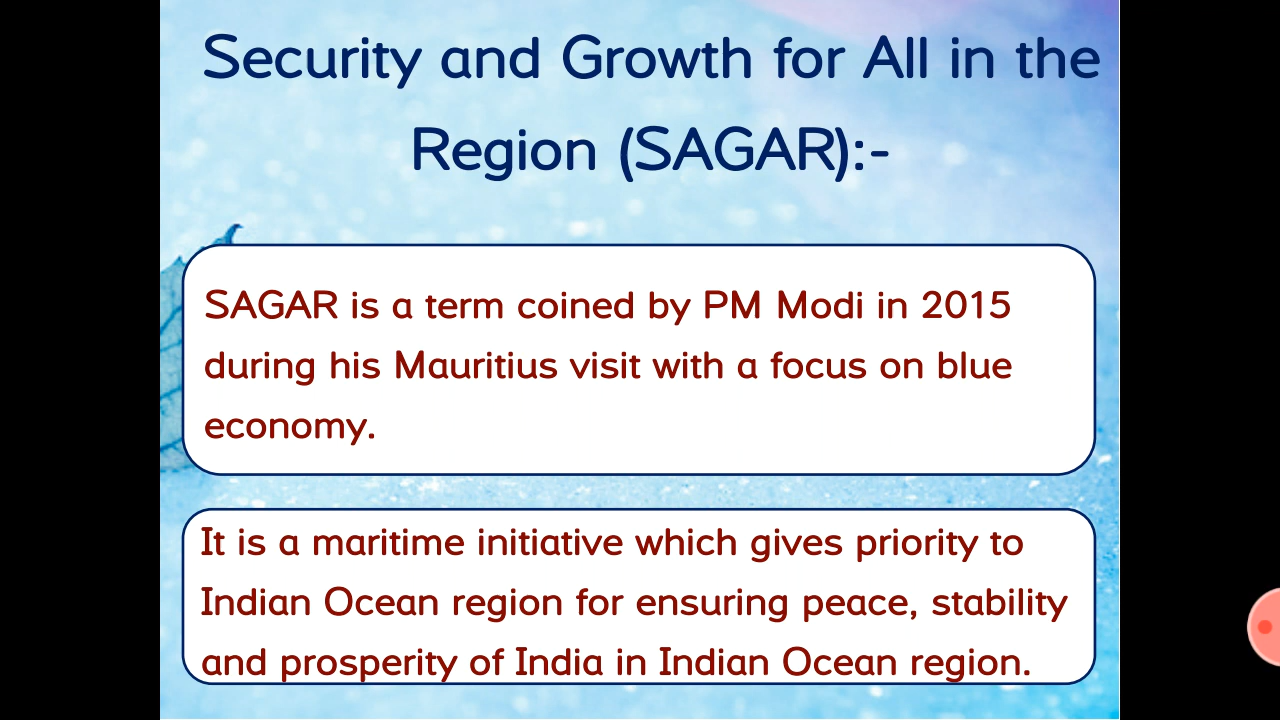 Security and Growth for All in the
Region (SAGAR):-
SAGAR is a term coined by PM Modi in 2015
during his Mauritius visit with a focus on blue
economy.
It is a maritime initiative which gives priority to
Indian Ocean region for ensuring peace, stability
and prosperity of India in Indian Ocean region.